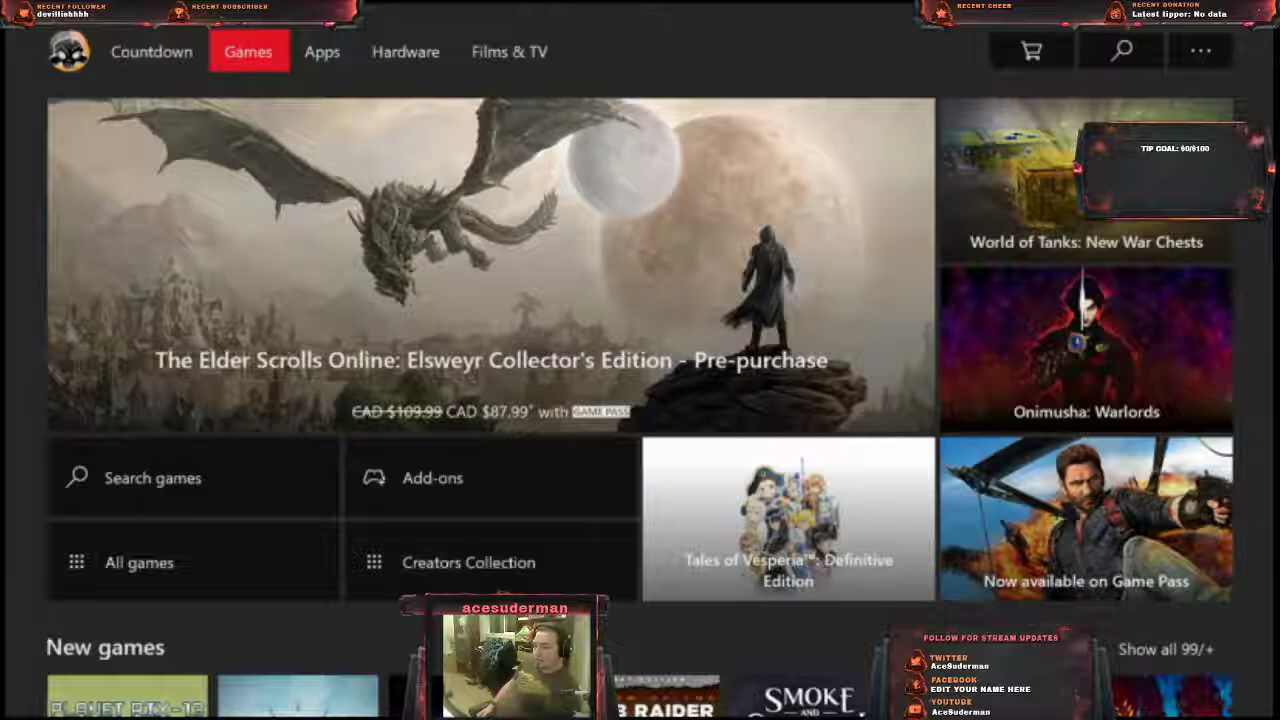 RECENT FOLLOWER
devillishhhh
RECENT SUBSCRIBER
RECENT CHEER
RECENT DONATION
Latest tipper: No data
Countdown
Games
Apps
Hardware
Films & TV
...
TIP GOAL: $0/$100
World of Tanks: New War Chests
The Elder Scrolls Online: Elsweyr Collector's Edition - Pre-purchase
CAD $109.99 CAD $87.99* with GAME PASS
Onimusha: Warlords
Search games
Add-ons
All games
Creators Collection
Tales of Vesperia™: Definitive
Edition
Now available on Game Pass
acesuderman
New games
Show all 99/+
FOLLOW FOR STREAM UPDATES
TWITTER
AceSuderman
FACEBOOK
EDIT YOUR NAME HERE
YOUTUBE
AceSuderman
RAIDER
SMOKE
AND